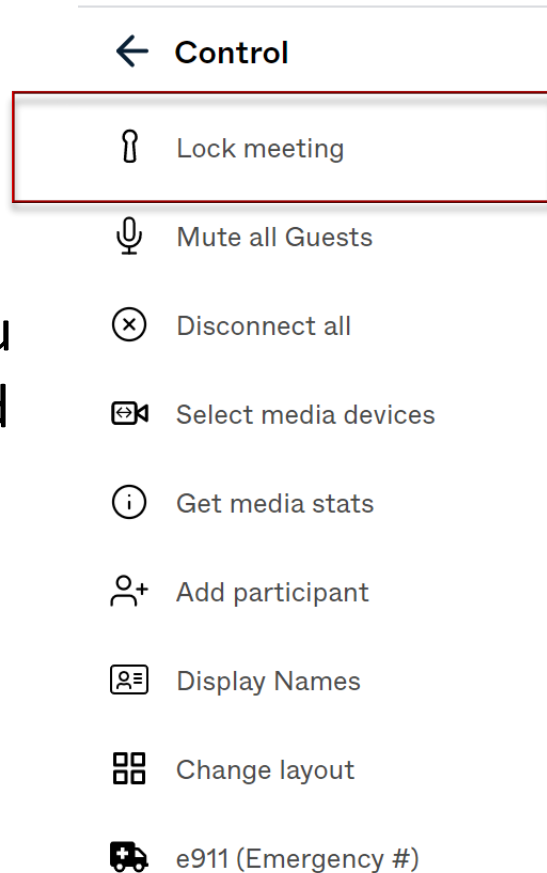 Control
Lock meeting
Mute all Guests
Disconnect all
Select media devices
Get media stats
Add participant
Display Names
Change layout
e911 (Emergency #)